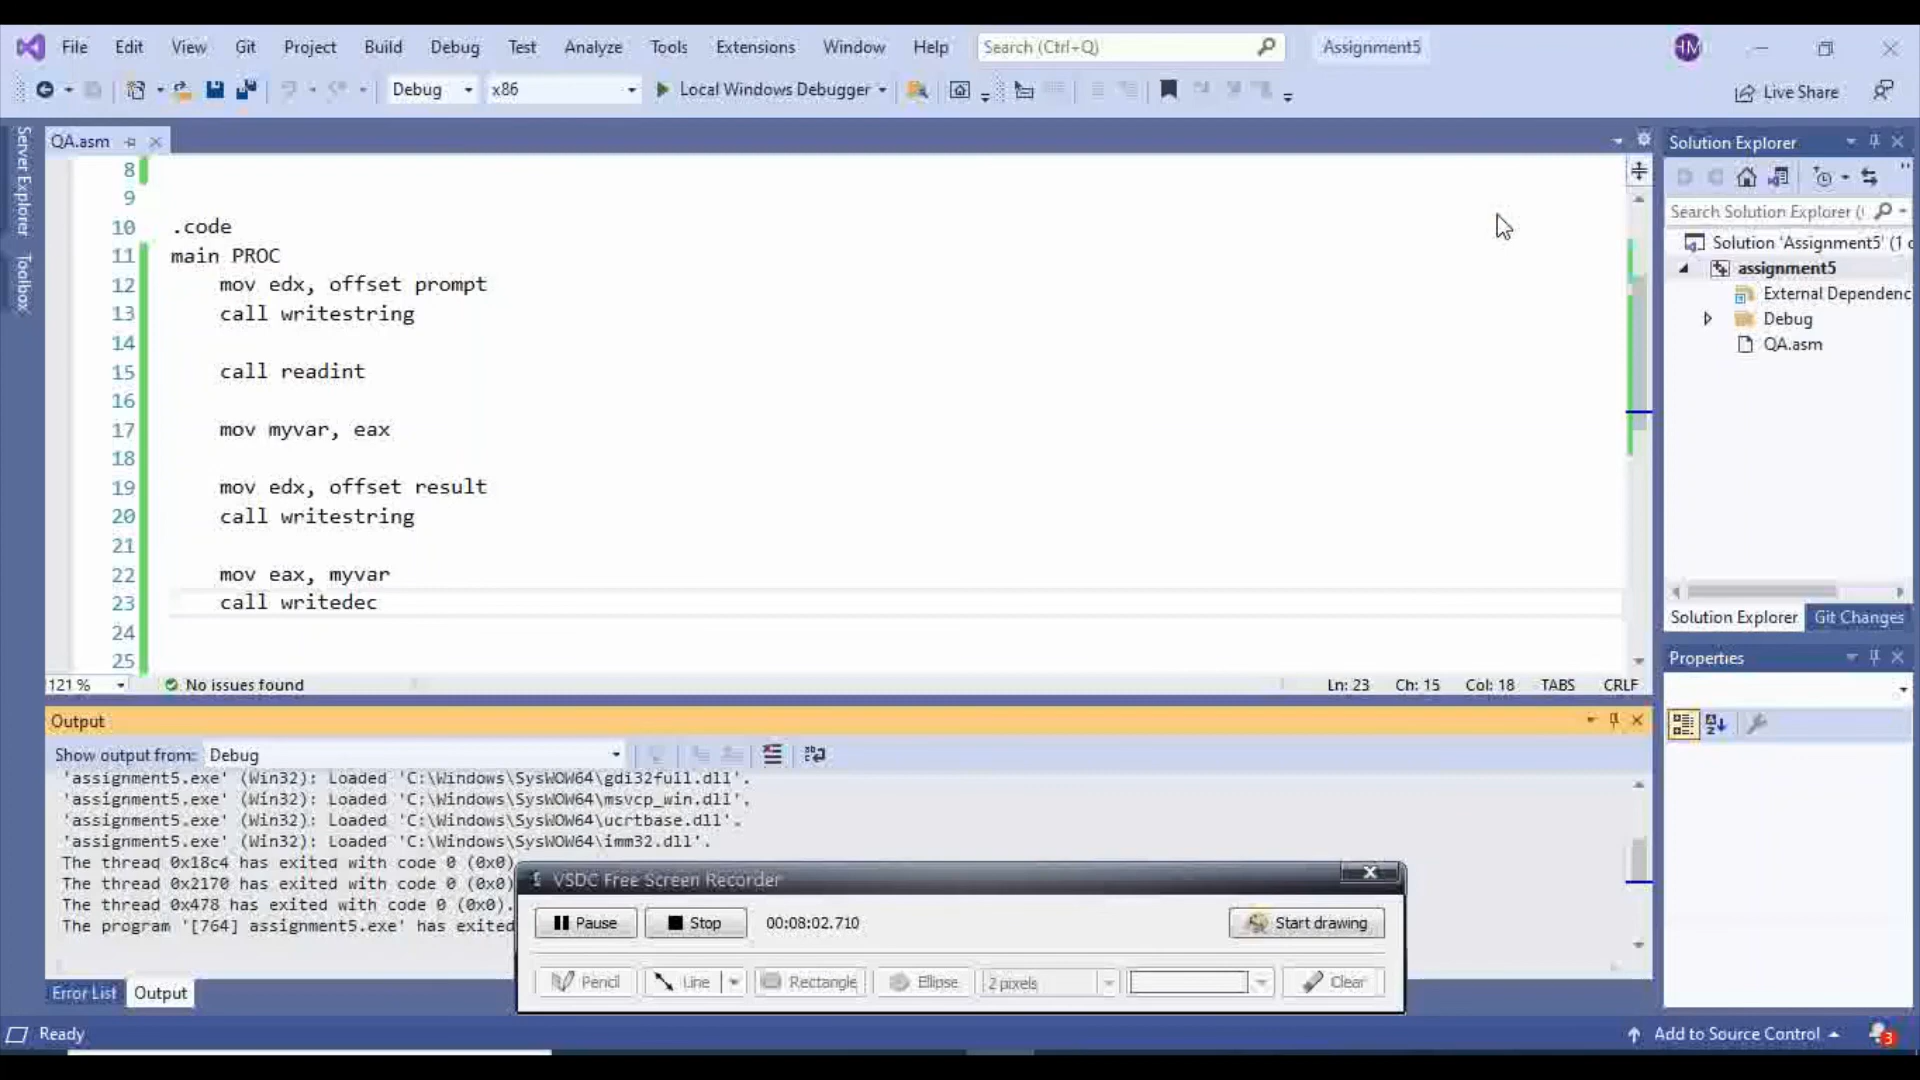 File Edit View Git Project Build Debug Test Analyze Tools Extensions Window Help Search (Ctrl+Q) Assignment5 HM
Debug x86 Local Windows Debugger Live Share
Server Explorer
Toolbox
QA.asm
8
9
10 .code
11 main PROC
12 mov edx, offset prompt
13 call writestring
14
15 call readint
16
17 mov myvar, eax
18
19 mov edx, offset result
20 call writestring
21
22 mov eax, myvar
23 call writedec
24
25
121 % No issues found Ln: 23 Ch: 15 Col: 18 TABS CRLF
Solution Explorer
Search Solution Explorer (
Solution 'Assignment5' (1
assignment5
External Dependenc
Debug
QA.asm
Solution Explorer Git Changes
Properties
Output
Show output from: Debug
'assignment5.exe' (Win32): Loaded 'C:\Windows\SysWOW64\gdi32full.dll'.
'assignment5.exe' (Win32): Loaded 'C:\Windows\SysWOW64\msvcp_win.dll'.
'assignment5.exe' (Win32): Loaded 'C:\Windows\SysWOW64\ucrtbase.dll'.
'assignment5.exe' (Win32): Loaded 'C:\Windows\SysWOW64\imm32.dll'.
The thread 0x18c4 has exited with code 0 (0x0)
The thread 0x2170 has exited with code 0 (0x0)
The thread 0x478 has exited with code 0 (0x0).
The program '[764] assignment5.exe' has exited
VSDC Free Screen Recorder
Pause Stop 00:08:02.710 Start drawing
Pencil Line Rectangle Ellipse 2 pixels Clear
Error List Output
Ready Add to Source Control 3